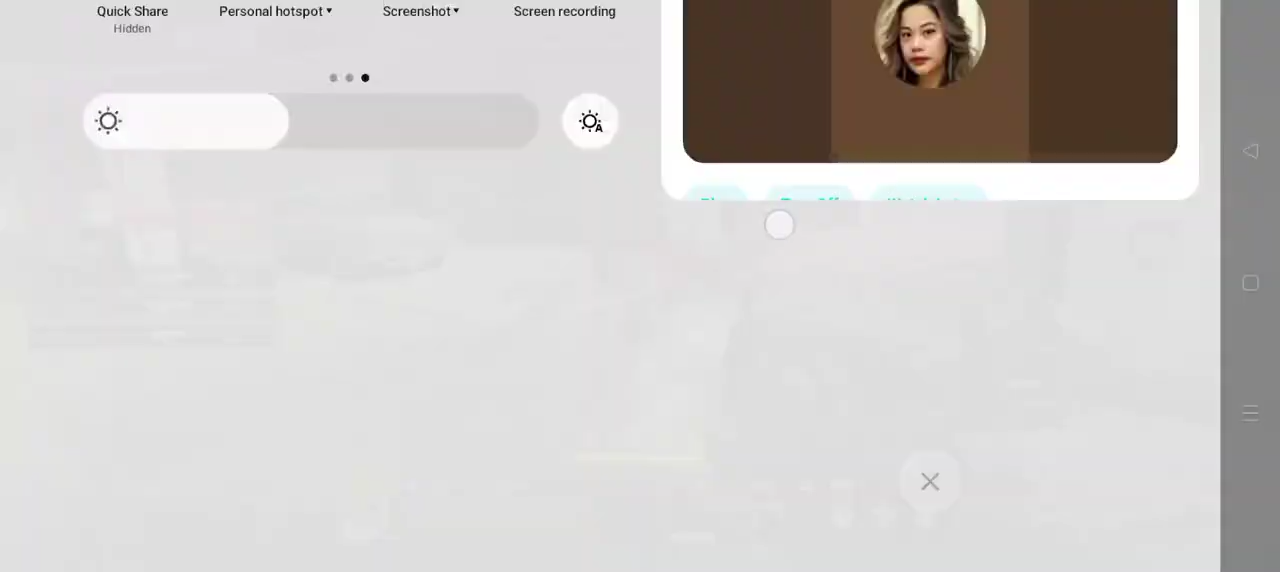 Quick Share
Hidden
Personal hotspot
Screenshot
Screen recording
A